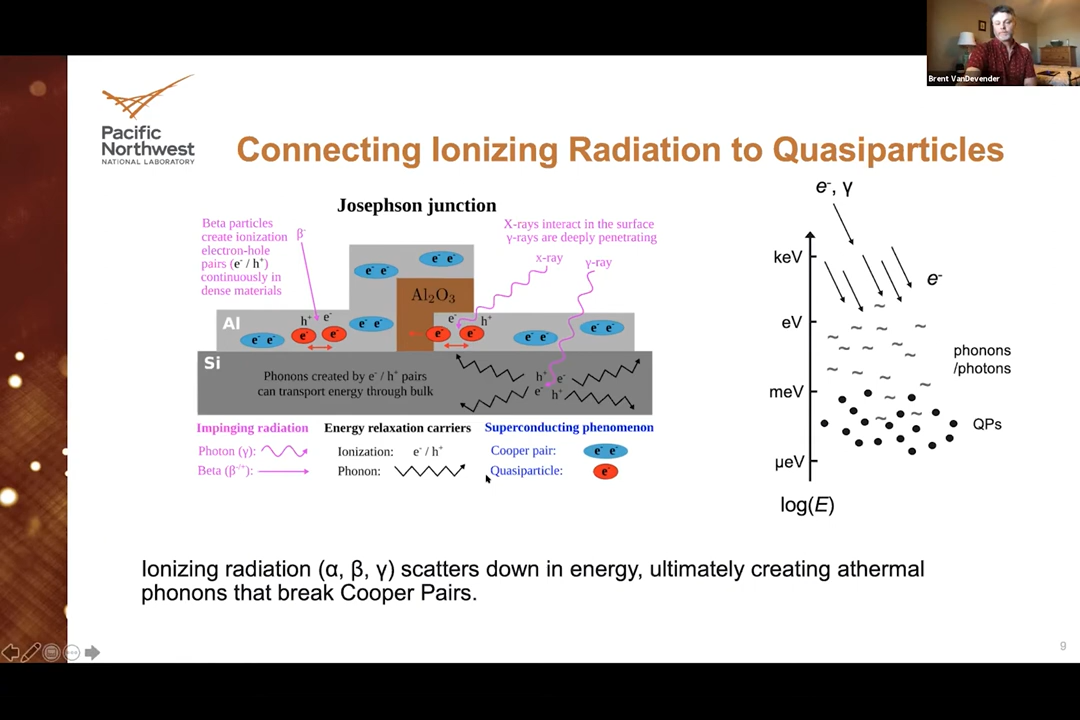 Brent VanDevender
Pacific
Northwest
NATIONAL LABORATORY
Connecting Ionizing Radiation to Quasiparticles
Josephson junction
Beta particles
create ionization
electron-hole
pairs (e⁻ / h⁺)
continuously in
dense materials
β⁻
X-rays interact in the surface
γ-rays are deeply penetrating
x-ray
γ-ray
e⁻ e⁻
e⁻ e⁻
Al₂O₃
Al
h⁺ e⁻
e⁻ e⁻
e⁻ e⁻
e⁻ e⁻
e⁻ h⁺
e⁻ e⁻
e⁻ e⁻
e⁻ e⁻
Si
Phonons created by e⁻ / h⁺ pairs
can transport energy through bulk
h⁺ e⁻
e⁻ h⁺
Impinging radiation
Photon (γ):
Beta (β⁻/⁺):
Energy relaxation carriers
Ionization: e⁻ / h⁺
Phonon:
Superconducting phenomenon
Cooper pair: e⁻ e⁻
Quasiparticle: e⁻
e⁻, γ
keV
e⁻
eV
phonons
/photons
meV
QPs
μeV
log(E)
Ionizing radiation (α, β, γ) scatters down in energy, ultimately creating athermal
phonons that break Cooper Pairs.
9